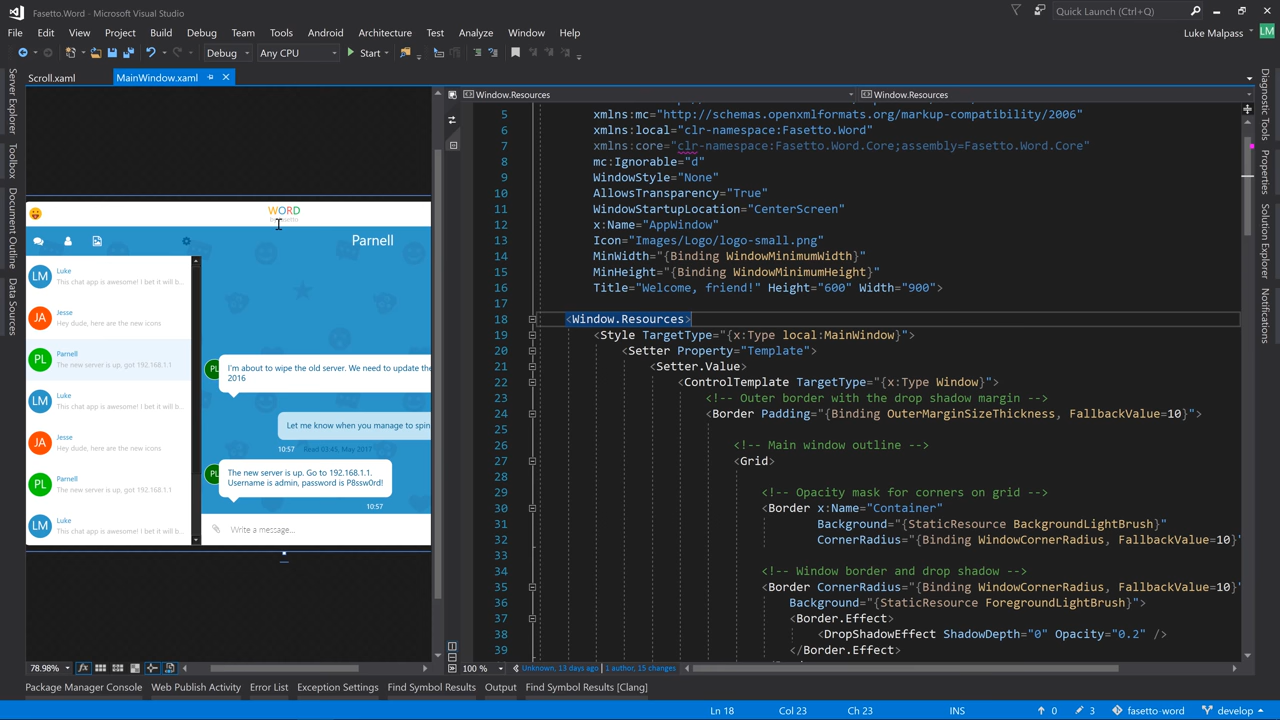 Fasetto.Word - Microsoft Visual Studio
Quick Launch (Ctrl+Q)
File Edit View Project Build Debug Team Tools Android Architecture Test Analyze Window Help
Luke Malpass LM
Debug Any CPU Start
Scroll.xaml MainWindow.xaml
Server Explorer
Toolbox
Document Outline
Data Sources
Diagnostic Tools
Properties
Notifications
WORD
Parnell
LM Luke
This chat app is awesome! I bet it will b...
JA Jesse
Hey dude, here are the new icons
PL Parnell
The new server is up, got 192.168.1.1
LM Luke
This chat app is awesome! I bet it will b...
JA Jesse
Hey dude, here are the new icons
PL Parnell
The new server is up, got 192.168.1.1
LM Luke
This chat app is awesome! I bet it will b...
PL I'm about to wipe the old server. We need to update the
2016
Let me know when you manage to spin
10:57 Read 03:45, May 2017
PL The new server is up. Go to 192.168.1.1.
Username is admin, password is P8ssw0rd!
10:57
Write a message...
78.98%
Window.Resources Window.Resources
5 xmlns:mc="http://schemas.openxmlformats.org/markup-compatibility/2006"
6 xmlns:local="clr-namespace:Fasetto.Word"
7 xmlns:core="clr-namespace:Fasetto.Word.Core;assembly=Fasetto.Word.Core"
8 mc:Ignorable="d"
9 WindowStyle="None"
10 AllowsTransparency="True"
11 WindowStartupLocation="CenterScreen"
12 x:Name="AppWindow"
13 Icon="Images/Logo/logo-small.png"
14 MinWidth="{Binding WindowMinimumWidth}"
15 MinHeight="{Binding WindowMinimumHeight}"
16 Title="Welcome, friend!" Height="600" Width="900">
17
18 <Window.Resources>
19 <Style TargetType="{x:Type local:MainWindow}">
20 <Setter Property="Template">
21 <Setter.Value>
22 <ControlTemplate TargetType="{x:Type Window}">
23 <!-- Outer border with the drop shadow margin -->
24 <Border Padding="{Binding OuterMarginSizeThickness, FallbackValue=10}">
25
26 <!-- Main window outline -->
27 <Grid>
28
29 <!-- Opacity mask for corners on grid -->
30 <Border x:Name="Container"
31 Background="{StaticResource BackgroundLightBrush}"
32 CornerRadius="{Binding WindowCornerRadius, FallbackValue=10}"
33
34 <!-- Window border and drop shadow -->
35 <Border CornerRadius="{Binding WindowCornerRadius, FallbackValue=10}"
36 Background="{StaticResource ForegroundLightBrush}">
37 <Border.Effect>
38 <DropShadowEffect ShadowDepth="0" Opacity="0.2" />
39 </Border.Effect>
100 % Unknown, 13 days ago 1 author, 15 changes
Package Manager Console Web Publish Activity Error List Exception Settings Find Symbol Results Output Find Symbol Results [Clang]
Ln 18 Col 23 Ch 23 INS 0 3 fasetto-word develop